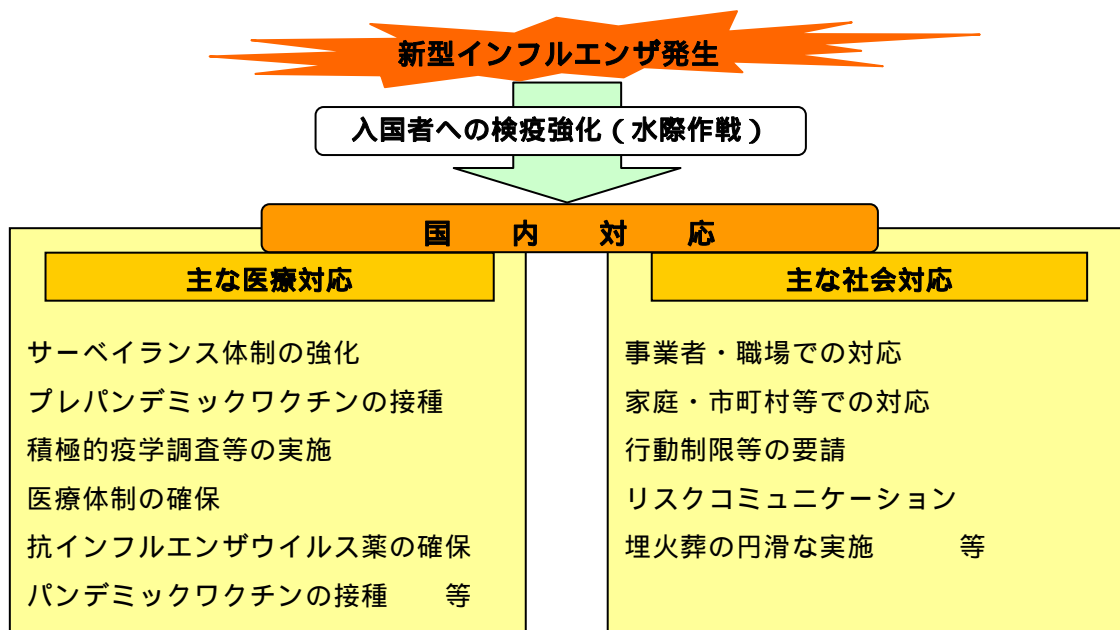 新型インフルエンザ発生
入国者への検疫強化（水際作戦）
国　内　対　応
主な医療対応
サーベイランス体制の強化
プレパンデミックワクチンの接種
積極的疫学調査等の実施
医療体制の確保
抗インフルエンザウイルス薬の確保
パンデミックワクチンの接種　　等
主な社会対応
事業者・職場での対応
家庭・市町村等での対応
行動制限等の要請
リスクコミュニケーション
埋火葬の円滑な実施　　　等